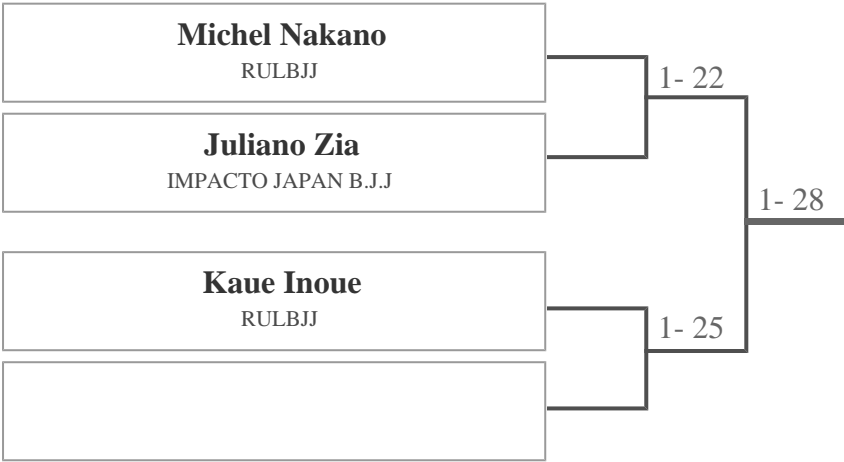 Michel Nakano
RULBJJ
1- 22
Juliano Zia
IMPACTO JAPAN B.J.J
1- 28
Kaue Inoue
RULBJJ
1- 25